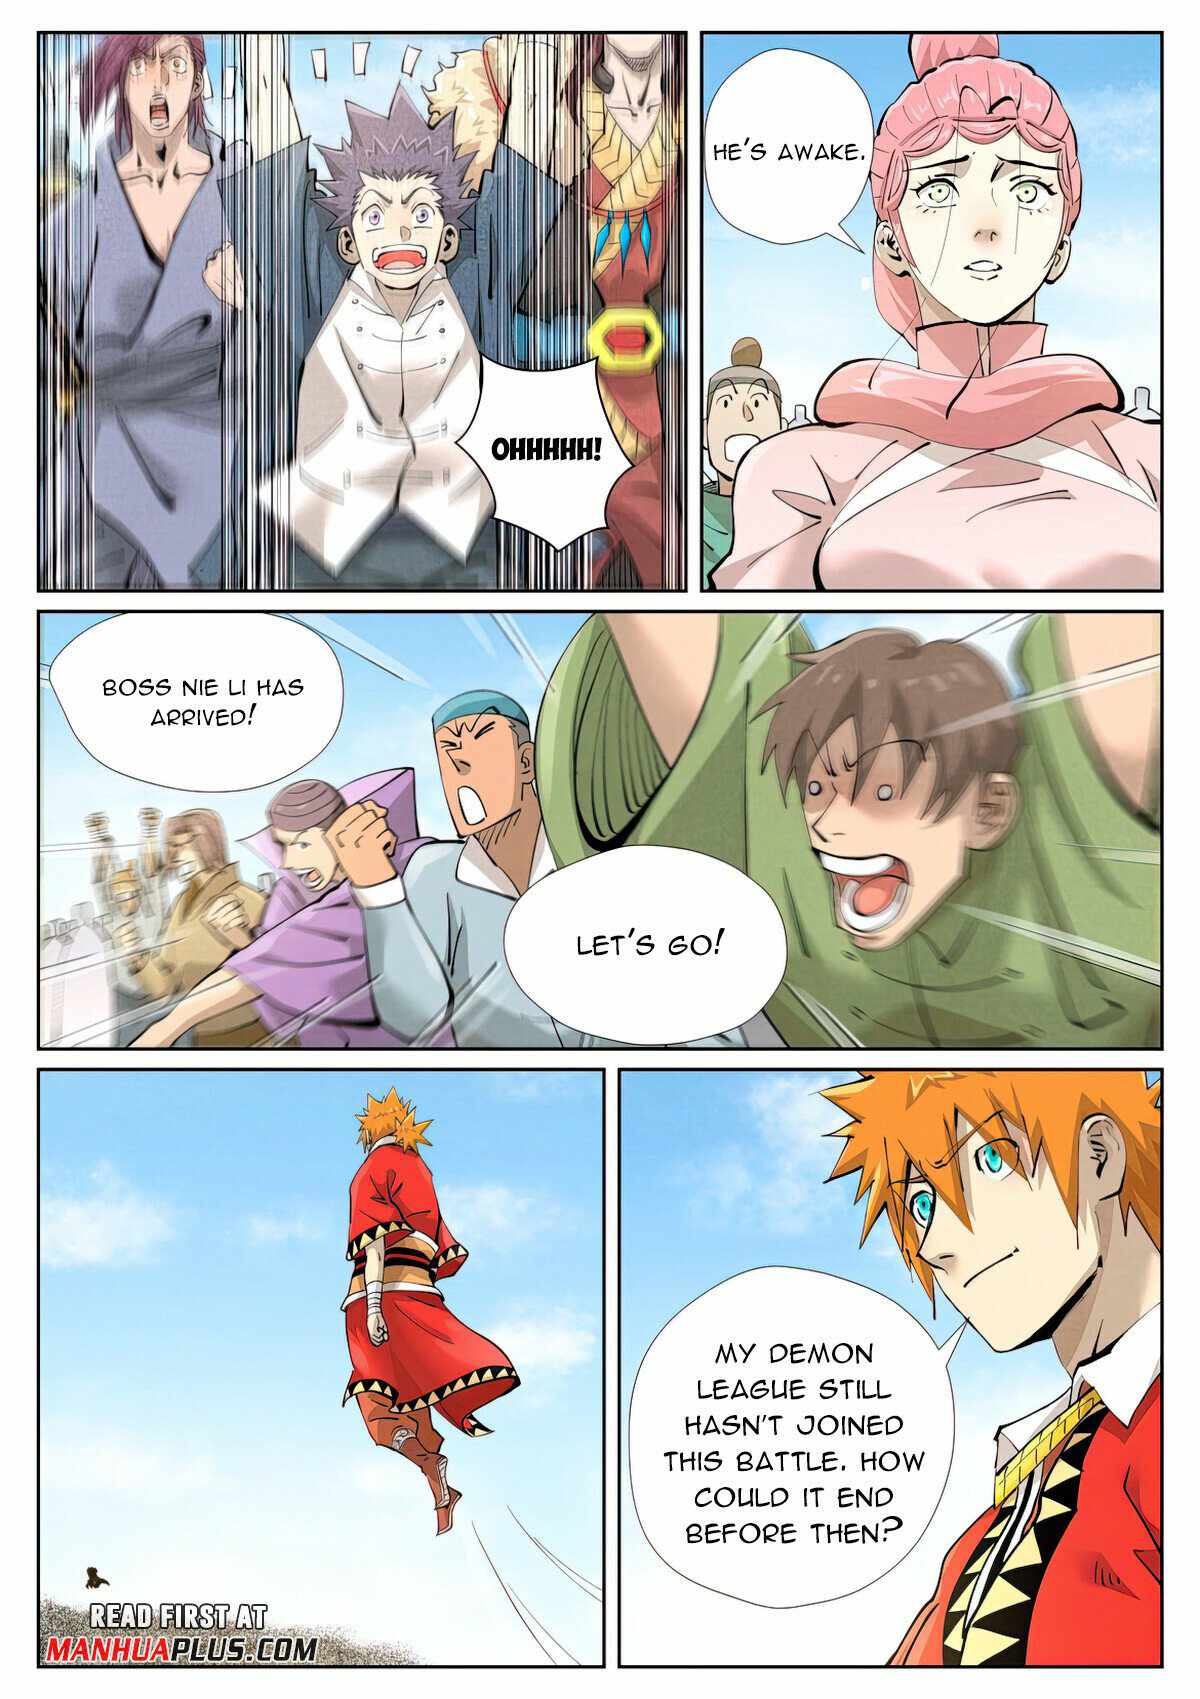 OHHHHH!
HE'S AWAKE.
BOSS NIE LI HAS
ARRIVED!
LET'S GO!
MY DEMON
LEAGUE STILL
HASN'T JOINED
THIS BATTLE. HOW
COULD IT END
BEFORE THEN?
READ FIRST AT
MANHUAPLUS.COM